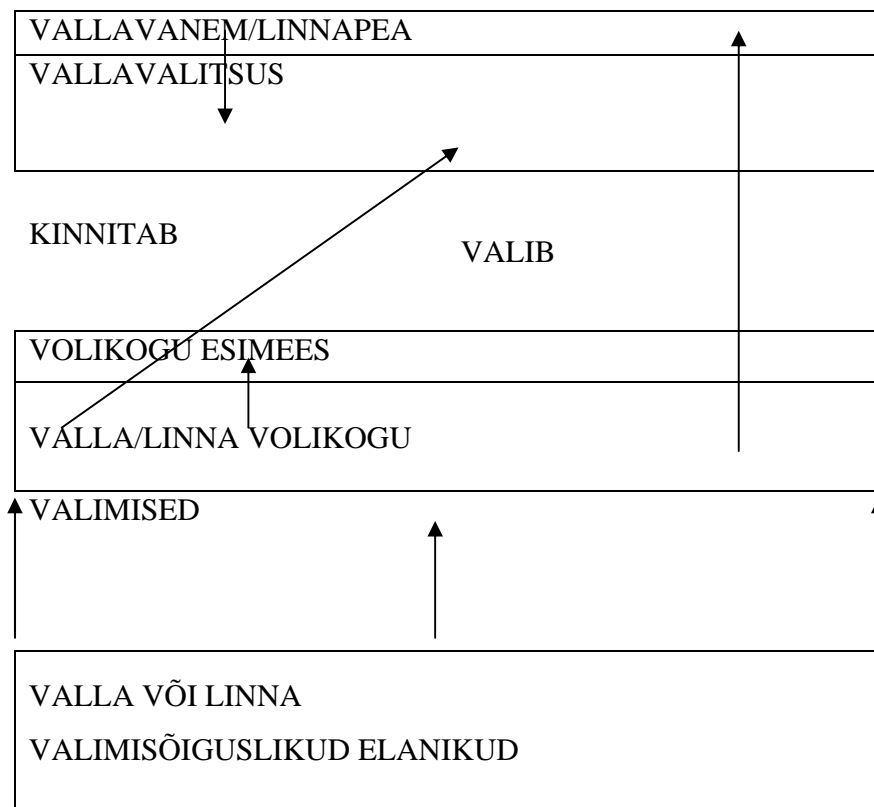 VALLAVANEM/LINNAPEA
VALLAVALITSUS
KINNITAB
VALIB
VOLIKOGU ESIMEES
VALLA/LINNA VOLIKOGU
VALIMISED
VALLA VÕI LINNA
VALIMISÕIGUSLIKUD ELANIKUD